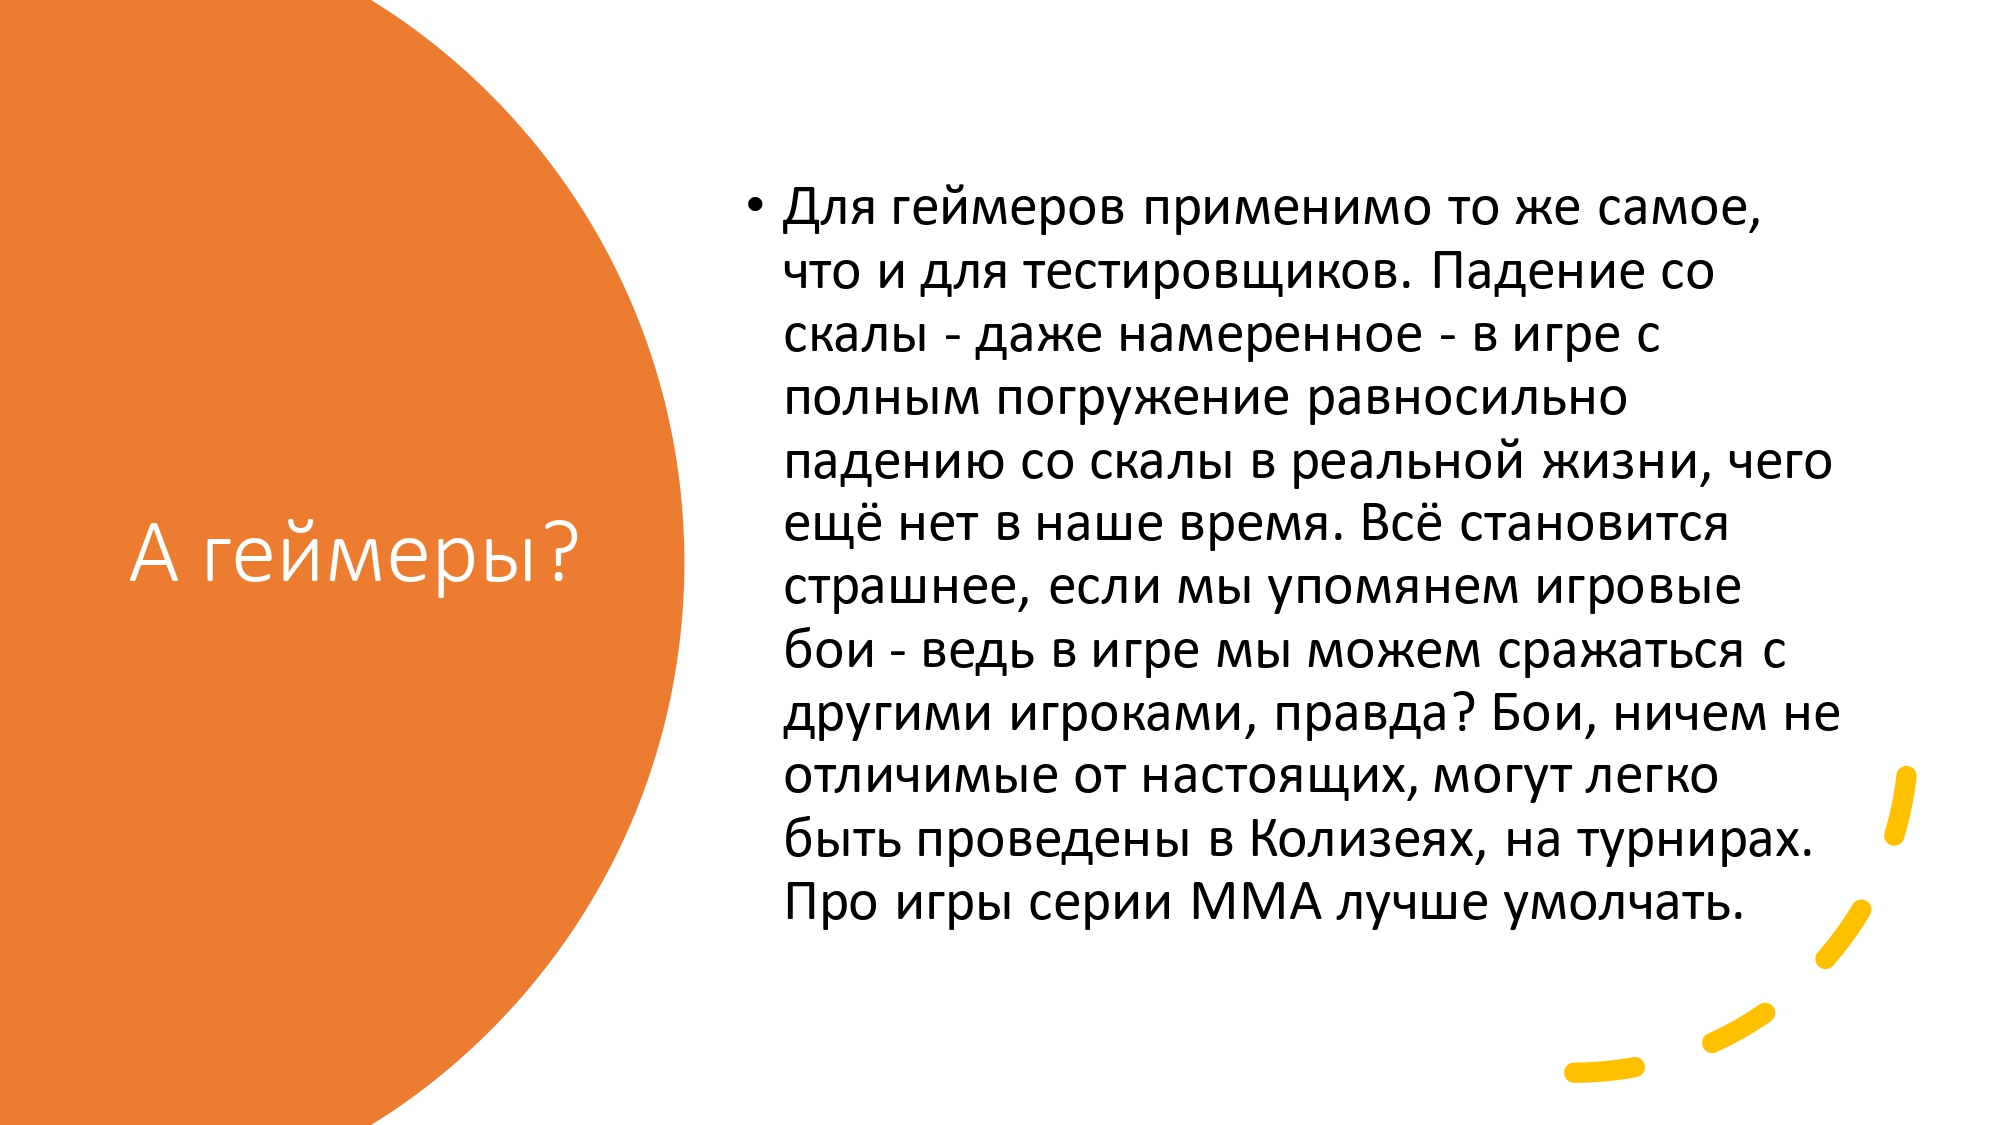 А геймеры?
• Для геймеров применимо то же самое,
что и для тестировщиков. Падение со
скалы - даже намеренное - в игре с
полным погружение равносильно
падению со скалы в реальной жизни, чего
ещё нет в наше время. Всё становится
страшнее, если мы упомянем игровые
бои - ведь в игре мы можем сражаться с
другими игроками, правда? Бои, ничем не
отличимые от настоящих, могут легко
быть проведены в Колизеях, на турнирах.
Про игры серии ММА лучше умолчать.